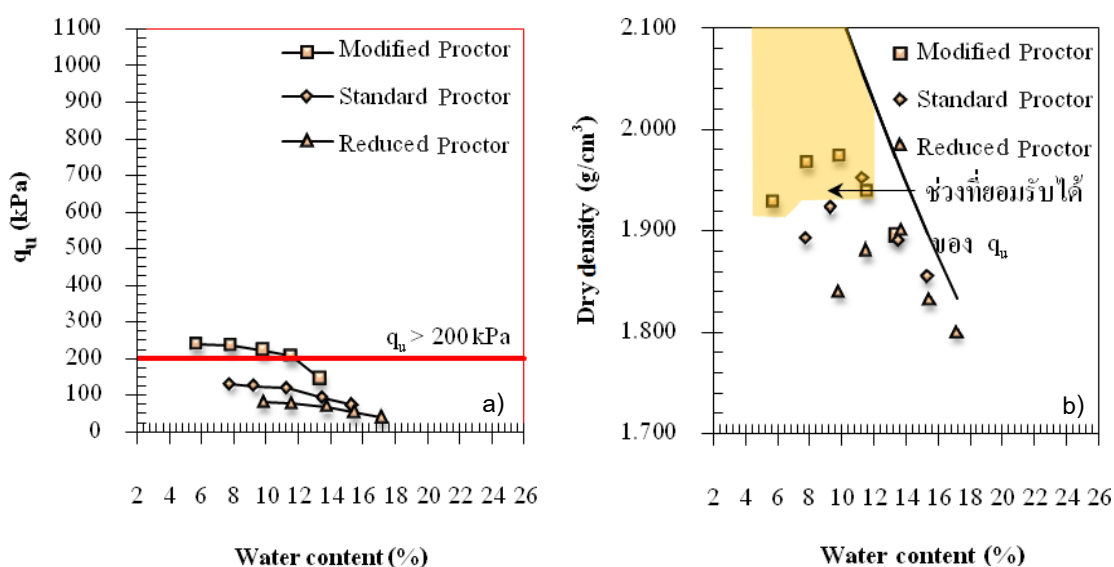 1100
1000
900
800
700
600
500
400
300
200
100
0
q_u (kPa)
Modified Proctor
Standard Proctor
Reduced Proctor
q_u > 200 kPa
a)
2 4 6 8 10 12 14 16 18 20 22 24 26
Water content (%)
2.100
2.000
1.900
1.800
1.700
Dry density (g/cm³)
Modified Proctor
Standard Proctor
Reduced Proctor
ช่วงที่ยอมรับได้
ของ q_u
b)
2 4 6 8 10 12 14 16 18 20 22 24 26
Water content (%)